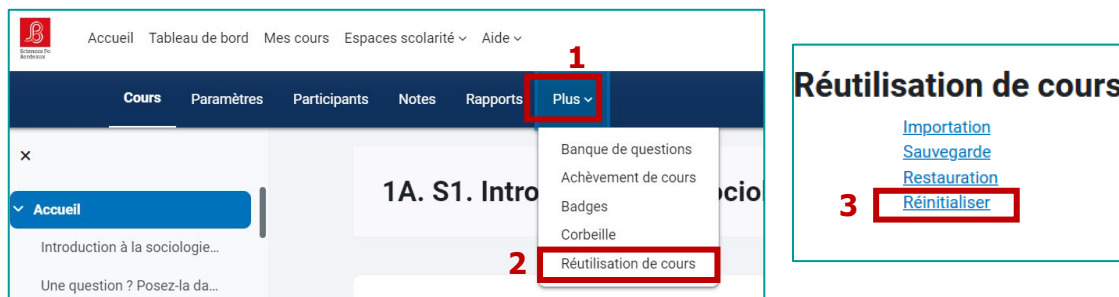 Sciences Po
Bordeaux
Accueil Tableau de bord Mes cours Espaces scolarité Aide
1
Cours Paramètres Participants Notes Rapports Plus
Banque de questions
Achèvement de cours
Badges
Corbeille
2 Réutilisation de cours
1A. S1. Intro ociol
Accueil
Introduction à la sociologie...
Une question ? Posez-la da...
Réutilisation de cours
Importation
Sauvegarde
Restauration
3 Réinitialiser